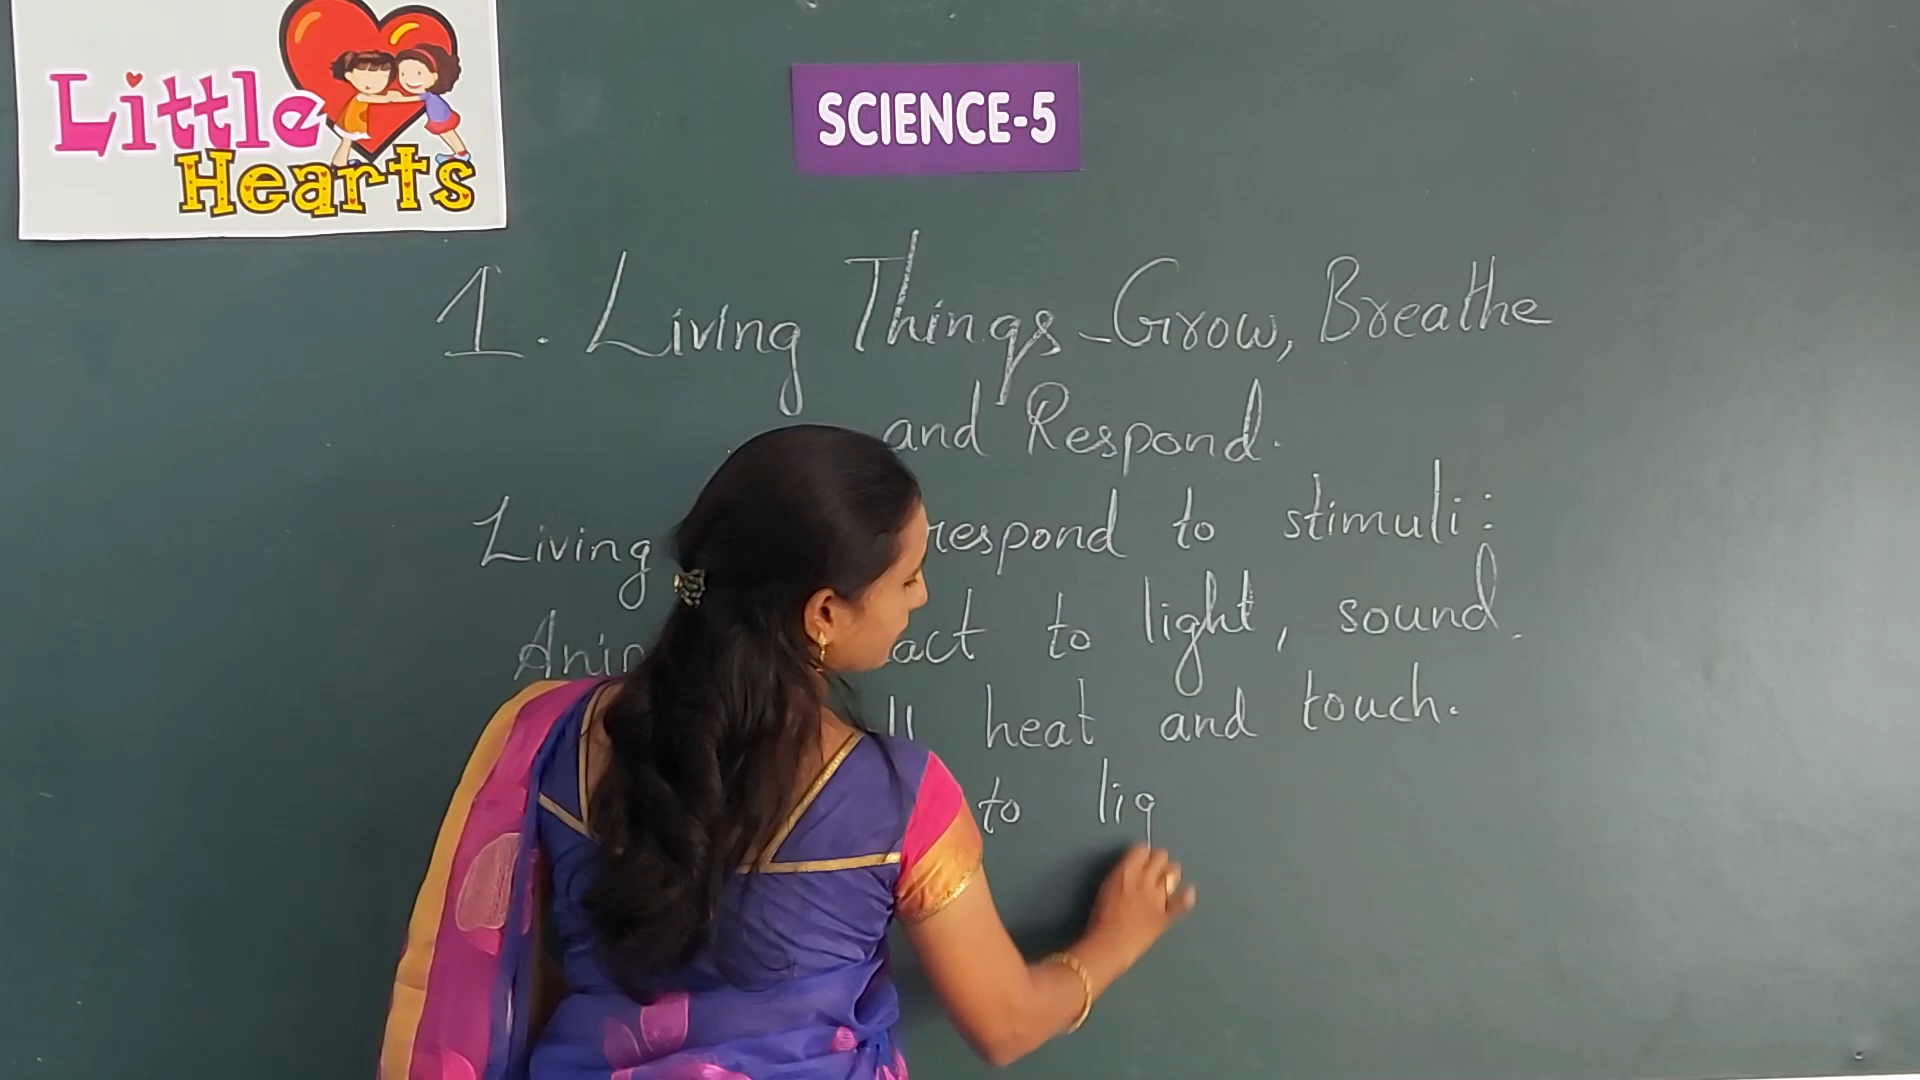 Little
Hearts
SCIENCE-5
1. Living Things - Grow, Breathe
and Respond.
Living respond to stimuli:
to light, sound.
heat and touch.
to lig